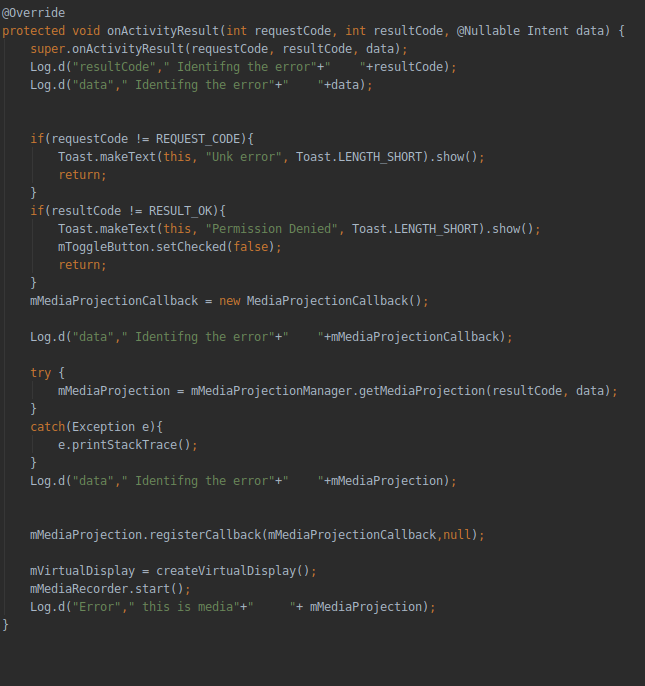 @Override
protected void onActivityResult(int requestCode, int resultCode, @Nullable Intent data) {
    super.onActivityResult(requestCode, resultCode, data);
    Log.d("resultCode"," Identifng the error"+"    "+resultCode);
    Log.d("data"," Identifng the error"+"    "+data);
    if(requestCode != REQUEST_CODE){
        Toast.makeText(this, "Unk error", Toast.LENGTH_SHORT).show();
        return;
    }
    if(resultCode != RESULT_OK){
        Toast.makeText(this, "Permission Denied", Toast.LENGTH_SHORT).show();
        mToggleButton.setChecked(false);
        return;
    }
    mMediaProjectionCallback = new MediaProjectionCallback();
    Log.d("data"," Identifng the error"+"    "+mMediaProjectionCallback);
    try {
        mMediaProjection = mMediaProjectionManager.getMediaProjection(resultCode, data);
    }
    catch(Exception e){
        e.printStackTrace();
    }
    Log.d("data"," Identifng the error"+"    "+mMediaProjection);
    mMediaProjection.registerCallback(mMediaProjectionCallback,null);
    mVirtualDisplay = createVirtualDisplay();
    mMediaRecorder.start();
    Log.d("Error"," this is media"+"     "+ mMediaProjection);
}